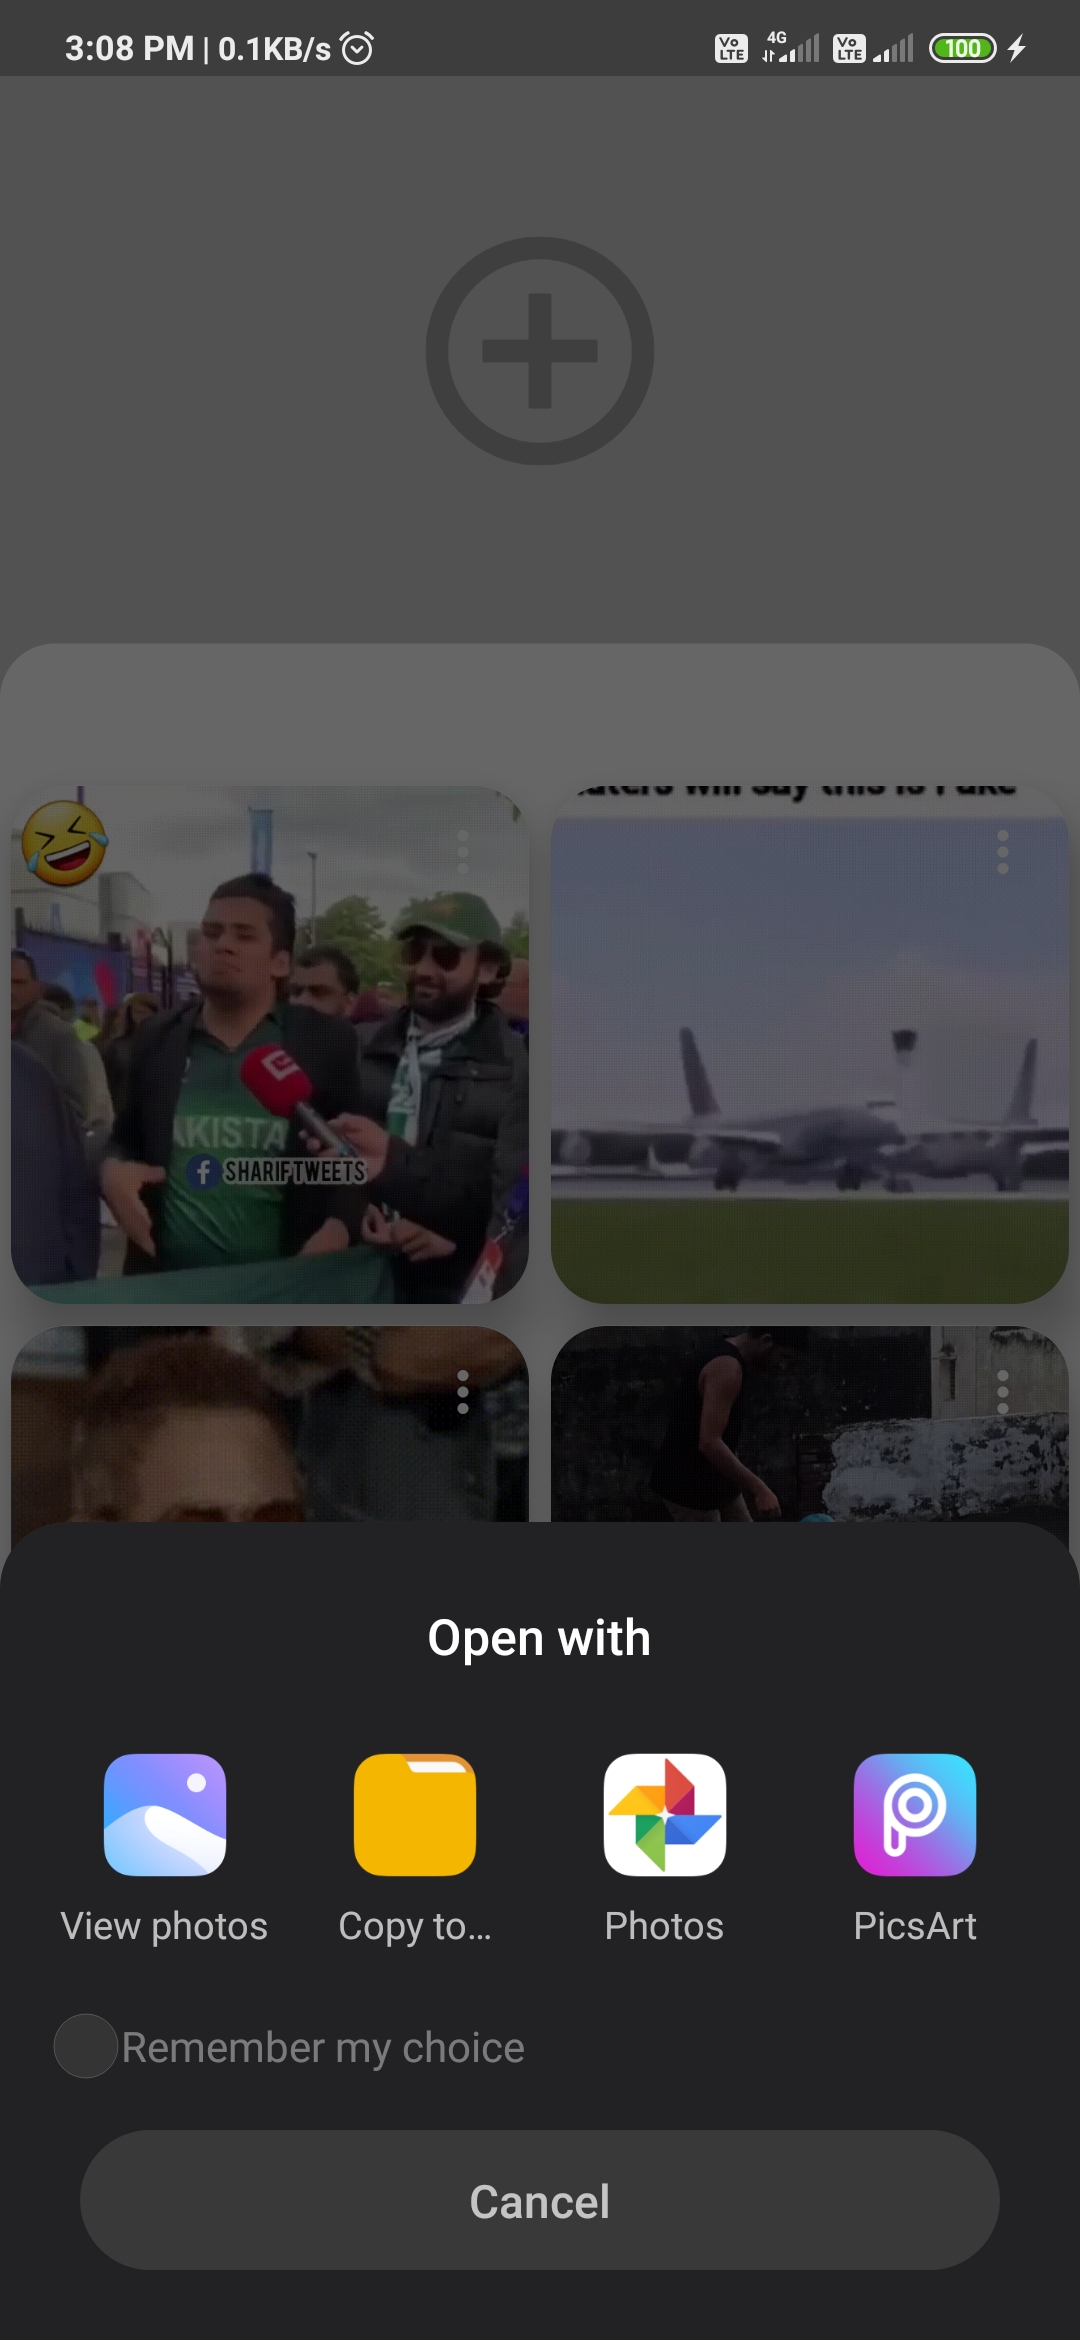 3:08 PM | 0.1KB/s
Vo LTE 4G Vo LTE 100
aters will say this is Fake
AKISTA
f SHARIFTWEETS
Open with
View photos
Copy to...
Photos
PicsArt
Remember my choice
Cancel